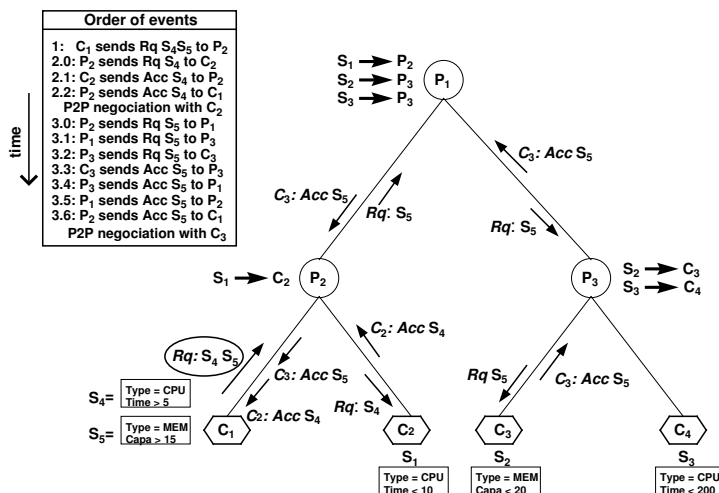 Order of events
1: C₁ sends Rq S₄S₅ to P₂
2.0: P₂ sends Rq S₄ to C₂
2.1: C₂ sends Acc S₄ to P₂
2.2: P₂ sends Acc S₄ to C₁
P2P negociation with C₂
3.0: P₂ sends Rq S₅ to P₁
3.1: P₁ sends Rq S₅ to P₃
3.2: P₃ sends Rq S₅ to C₃
3.3: C₃ sends Acc S₅ to P₃
3.4: P₃ sends Acc S₅ to P₁
3.5: P₁ sends Acc S₅ to P₂
3.6: P₂ sends Acc S₅ to C₁
P2P negociation with C₃
time
S₁ → P₂
S₂ → P₃
S₃ → P₃
P₁
C₃: Acc S₅
Rq: S₅
C₃: Acc S₅
Rq: S₅
S₁ → C₂
P₂
P₃
S₂ → C₃
S₃ → C₄
Rq: S₄ S₅
C₃: Acc S₅
C₂: Acc S₄
C₂: Acc S₄
Rq: S₄
Rq S₅
C₃: Acc S₅
S₄=
Type = CPU
Time > 5
S₅=
Type = MEM
Capa > 15
C₁
C₂
C₃
C₄
S₁
S₂
S₃
Type = CPU
Time < 10
Type = MEM
Capa < 20
Type = CPU
Time < 200